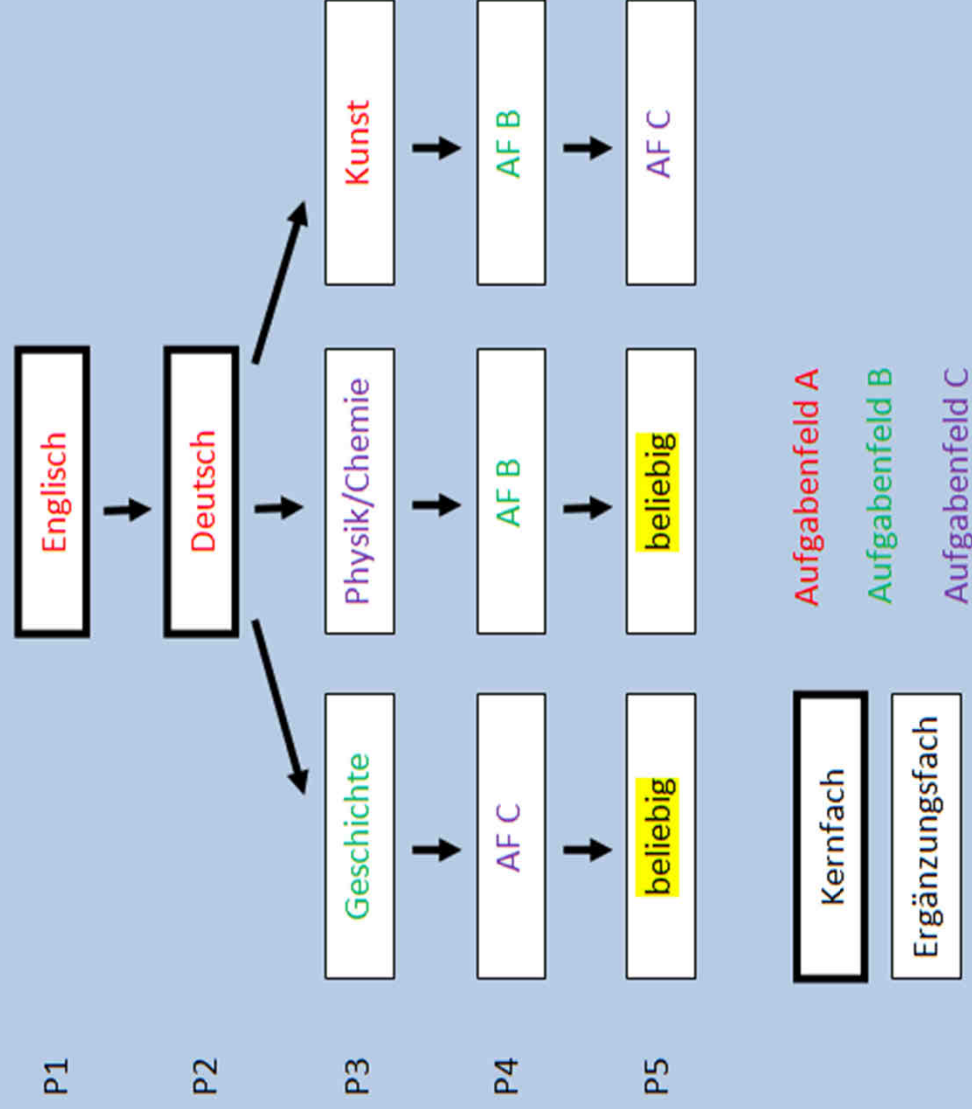 P1
Englisch
P2
Deutsch
P3
Geschichte
Physik/Chemie
Kunst
P4
AF C
AF B
AF B
P5
beliebig
beliebig
AF C
Kernfach
Aufgabenfeld A
Ergänzungsfach
Aufgabenfeld B
Aufgabenfeld C